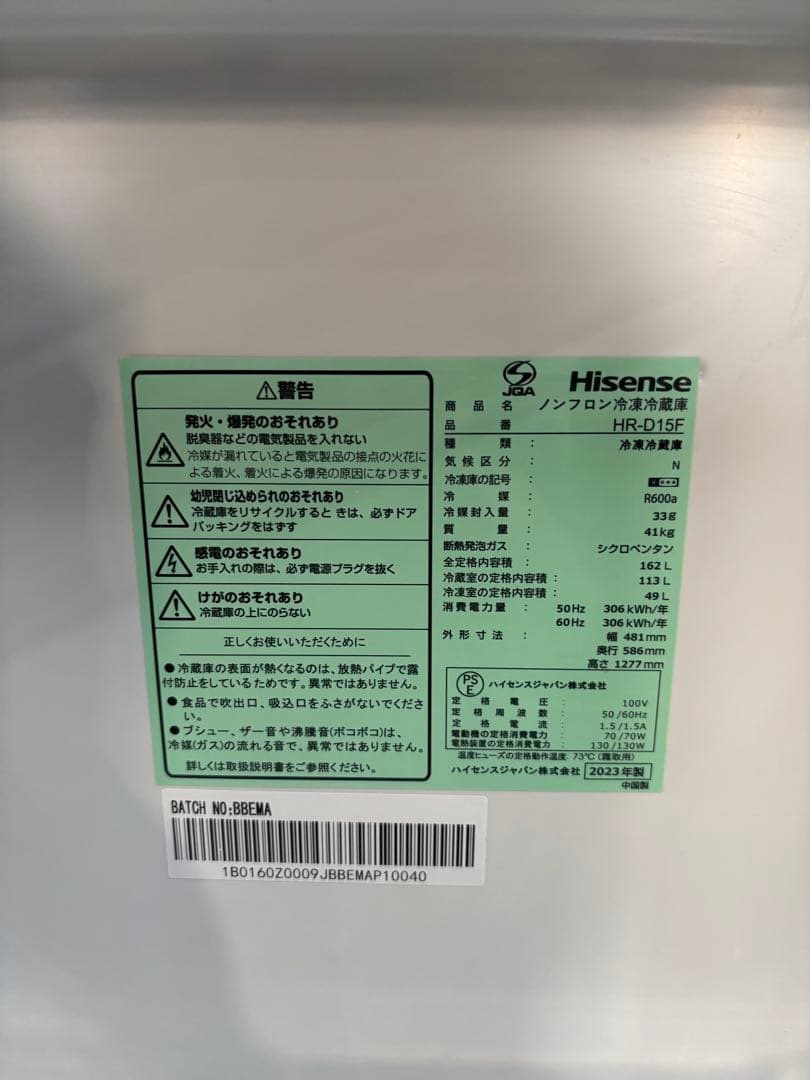 ⚠警告
発火・爆発のおそれあり
脱臭器などの電気製品を入れない
冷媒が漏れていると電気製品の接点の火花に
よる着火、着火による爆発の原因になります。
幼児閉じ込められのおそれあり
冷蔵庫をリサイクルすると きは、必ずドア
パッキングをはずす
感電のおそれあり
お手入れの際は、必ず電源プラグを抜く
けがのおそれあり
冷蔵庫の上にのらない
正しくお使いいただくために
●冷蔵庫の表面が熱くなるのは、放熱パイプで露
付防止をしているためです。異常ではありません。
●食品で吹出口、吸込口をふさがないでくださ
い。
●ブシュー、ザー音や沸騰音(ボコボコ)は、
冷媒(ガス)の流れる音で、異常ではありません。
詳しくは取扱説明書をご参照ください。
JQA Hisense
商品名 ノンフロン冷凍冷蔵庫
品番 HR-D15F
種類 : 冷凍冷蔵庫
気候区分 : N
冷凍庫の記号 :
冷媒 : R600a
冷媒封入量 : 33g
質量 : 41kg
断熱発泡ガス : シクロペンタン
全定格内容積 : 162 L
冷蔵室の定格内容積 : 113 L
冷凍室の定格内容積 : 49 L
消費電力量 : 50Hz 306 kWh/年
60Hz 306 kWh/年
外形寸法 : 幅 481mm
奥行 586mm
高さ 1277mm
PSE ハイセンスジャパン株式会社
定格電圧 : 100V
定格周波数 : 50/60Hz
定格電流 : 1.5/1.5A
電動機の定格消費電力 : 70/70W
電熱装置の定格消費電力 : 130/130W
温度ヒューズの定格動作温度: 73℃(霜取用)
ハイセンスジャパン株式会社 2023年製
中国製
BATCH NO:BBEMA
1B0160Z0009JBBEMAP10040